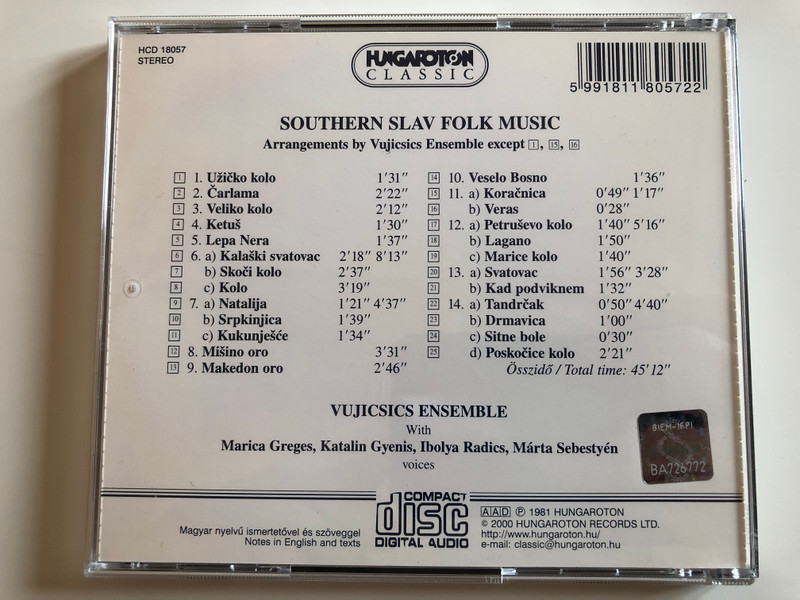 HCD 18057
STEREO
HUNGAROTON
CLASSIC
5 991811 805722
SOUTHERN SLAV FOLK MUSIC
Arrangements by Vujicsics Ensemble except 1, 15, 16
1 1. Užičko kolo 1'31"
2 2. Čarlama 2'22"
3 3. Veliko kolo 2'12"
4 4. Ketuš 1'30"
5 5. Lepa Nera 1'37"
6 6. a) Kalaški svatovac 2'18" 8'13"
7 b) Skoči kolo 2'37"
8 c) Kolo 3'19"
9 7. a) Natalija 1'21" 4'37"
10 b) Srpkinjica 1'39"
11 c) Kukunješće 1'34"
12 8. Mišino oro 3'31"
13 9. Makedon oro 2'46"
14 10. Veselo Bosno 1'36"
15 11. a) Koračnica 0'49" 1'17"
16 b) Veras 0'28"
17 12. a) Petruševo kolo 1'40" 5'16"
18 b) Lagano 1'50"
19 c) Marice kolo 1'40"
20 13. a) Svatovac 1'56" 3'28"
21 b) Kad podviknem 1'32"
22 14. a) Tandrčak 0'50" 4'40"
23 b) Drmavica 1'00"
24 c) Sitne bole 0'30"
25 d) Poskočice kolo 2'21"
Összidő / Total time: 45'12"
VUJICSICS ENSEMBLE
With
Marica Greges, Katalin Gyenis, Ibolya Radics, Márta Sebestyén
voices
BIEM-IFPI
BA726772
Magyar nyelvű ismertetővel és szöveggel
Notes in English and texts
COMPACT
disc
DIGITAL AUDIO
AAD ℗ 1981 HUNGAROTON
© 2000 HUNGAROTON RECORDS LTD.
http://www.hungaroton.hu/
e-mail: classic@hungaroton.hu